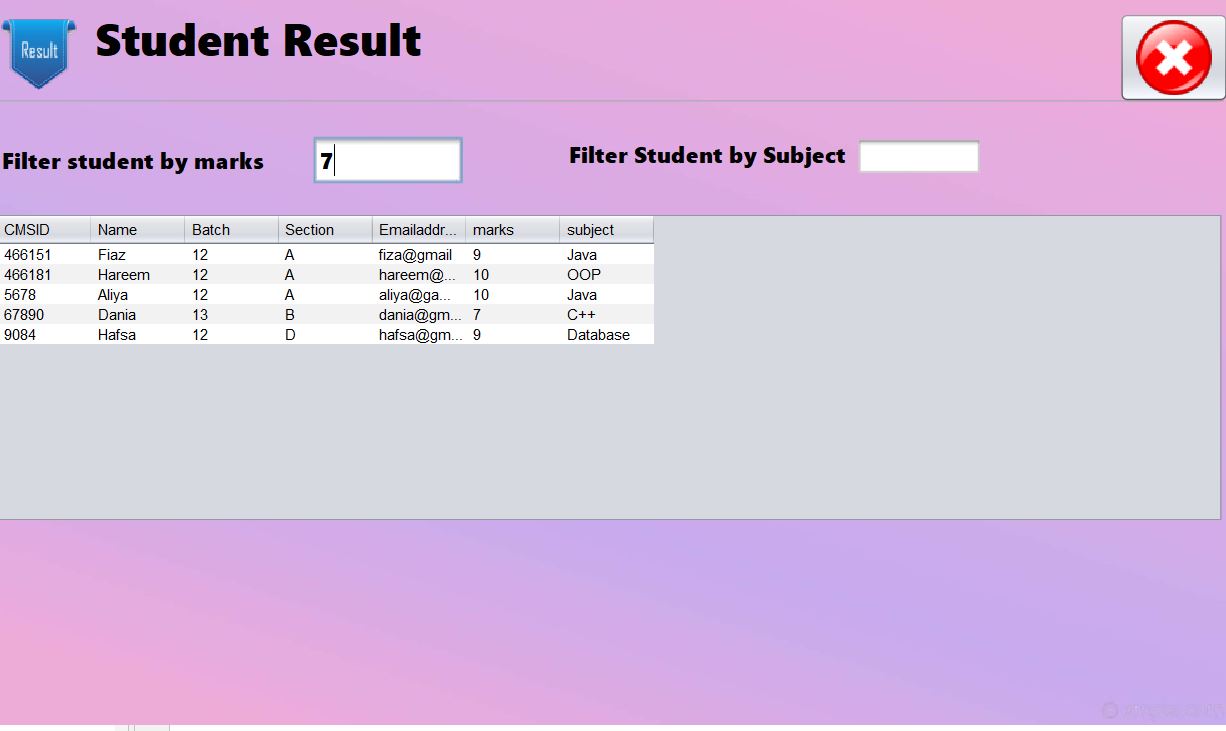 Result
Student Result
Filter student by marks 7 Filter Student by Subject
CMSID Name Batch Section Emailaddr... marks subject
466151 Fiaz 12 A fiza@gmail 9 Java
466181 Hareem 12 A hareem@... 10 OOP
5678 Aliya 12 A aliya@ga... 10 Java
67890 Dania 13 B dania@gm... 7 C++
9084 Hafsa 12 D hafsa@gm... 9 Database